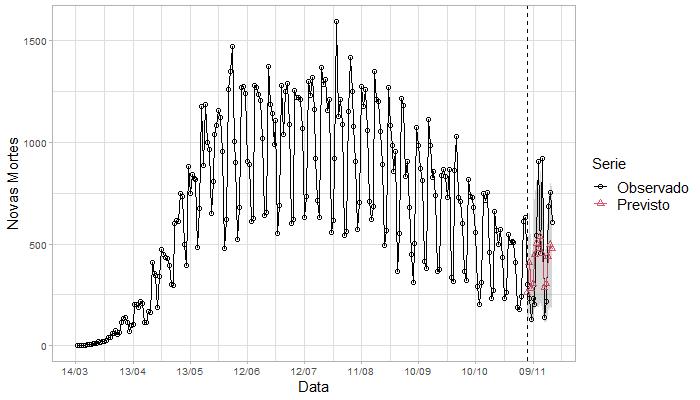 1500
1000
500
0
Novas Mortes
14/03 13/04 13/05 12/06 12/07 11/08 10/09 10/10 09/11
Data
Serie
Observado
Previsto